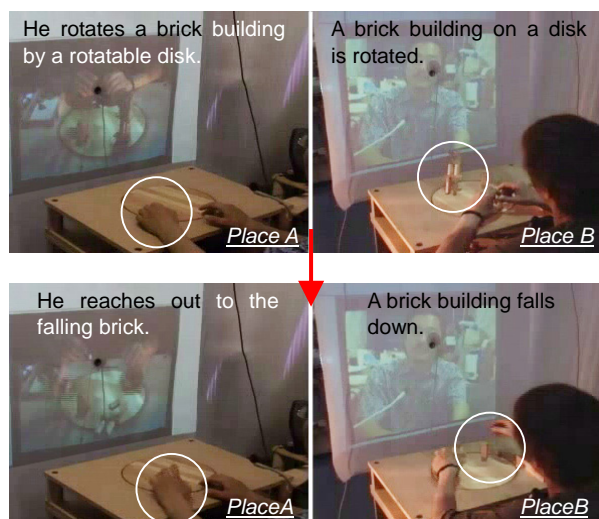 He rotates a brick building
by a rotatable disk.
A brick building on a disk
is rotated.
Place A
Place B
He reaches out to the
falling brick.
A brick building falls
down.
PlaceA
PlaceB